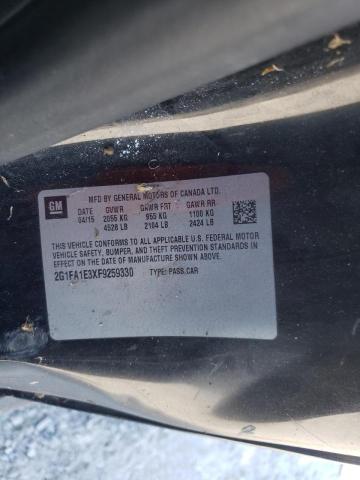 GM
MFD BY GENERAL MOTORS OF CANADA LTD.
DATE GVWR GAWR FRT GAWR RR
04/15 2055 KG 955 KG 1100 KG
4528 LB 2104 LB 2424 LB
THIS VEHICLE CONFORMS TO ALL APPLICABLE U.S. FEDERAL MOTOR
VEHICLE SAFETY, BUMPER, AND THEFT PREVENTION STANDARDS IN
EFFECT ON THE DATE OF MANUFACTURE SHOWN ABOVE.
2G1FA1E3XF9259330 TYPE: PASS.CAR